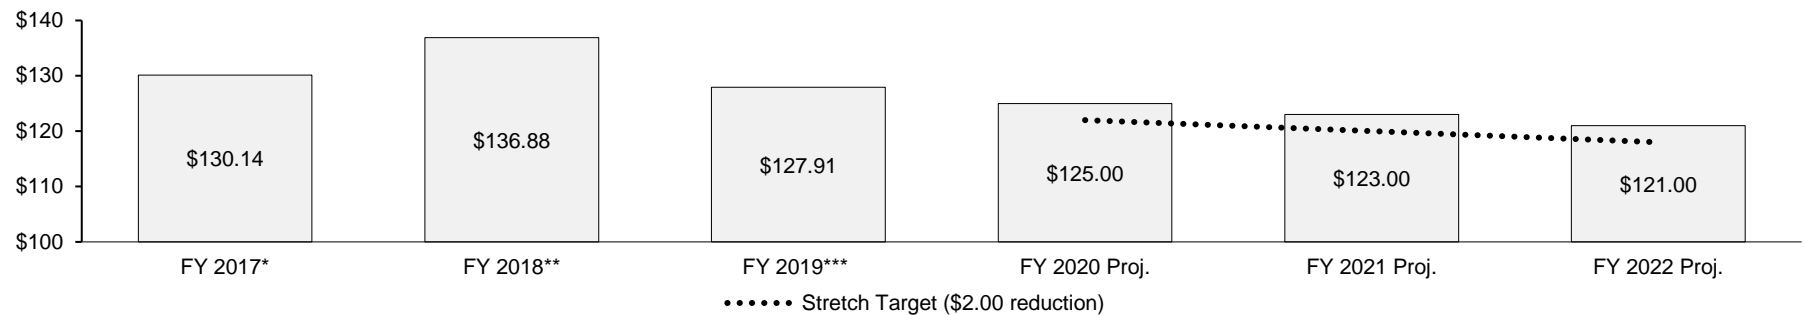 $140
$130
$120
$110
$100
$130.14
$136.88
$127.91
$125.00
$123.00
$121.00
FY 2017*
FY 2018**
FY 2019***
FY 2020 Proj.
FY 2021 Proj.
FY 2022 Proj.
Stretch Target ($2.00 reduction)